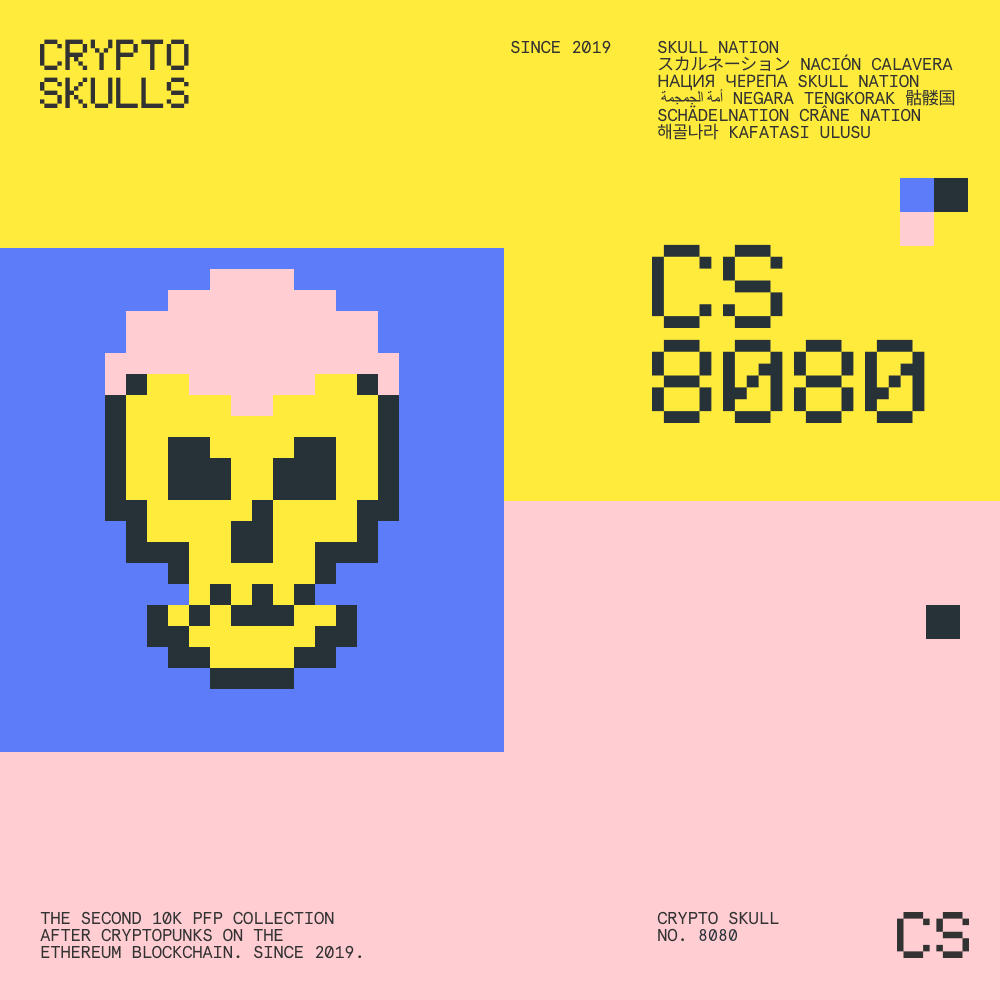 CRYPTO
SKULLS
SINCE 2019
SKULL NATION
スカルネーション NACIÓN CALAVERA
НАЦИЯ ЧЕРЕПА SKULL NATION
أمة الجمجمة NEGARA TENGKORAK 骷髅国
SCHÄDELNATION CRÂNE NATION
해골나라 KAFATASI ULUSU
CS
8080
THE SECOND 10K PFP COLLECTION
AFTER CRYPTOPUNKS ON THE
ETHEREUM BLOCKCHAIN. SINCE 2019.
CRYPTO SKULL
NO. 8080
CS